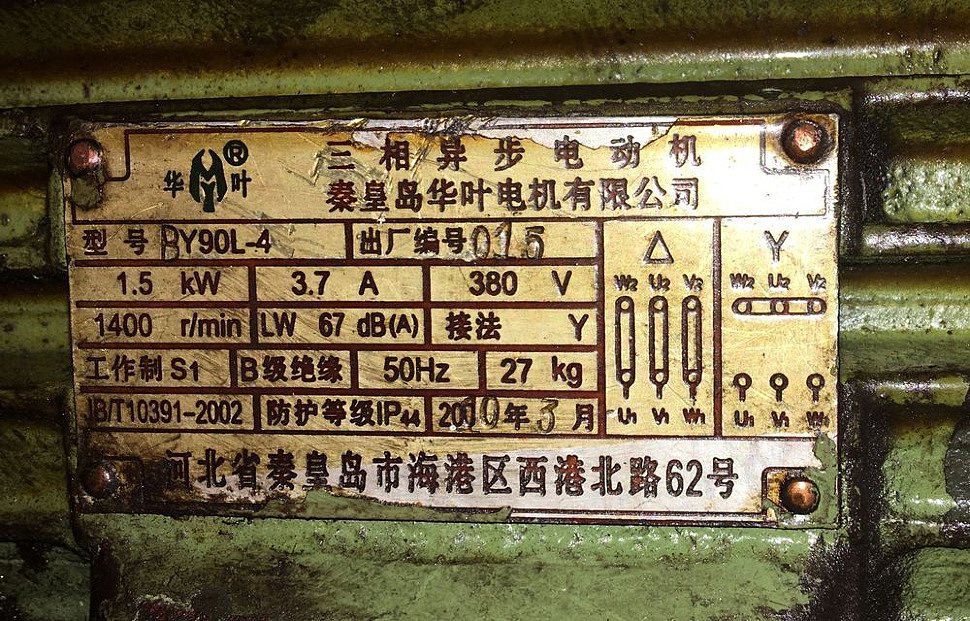 华 叶 ®
三相异步电动机
秦皇岛华叶电机有限公司
型号 BY90L-4 出厂编号 015
1.5 kW 3.7 A 380 V
1400 r/min LW 67 dB(A) 接法 Y
工作制 S1 B级绝缘 50Hz 27 kg
JB/T10391-2002 防护等级IP44 2010年3月
△ Y
W2 U2 V2 W2 U2 V2
U1 V1 W1 U1 V1 W1
河北省秦皇岛市海港区西港北路62号